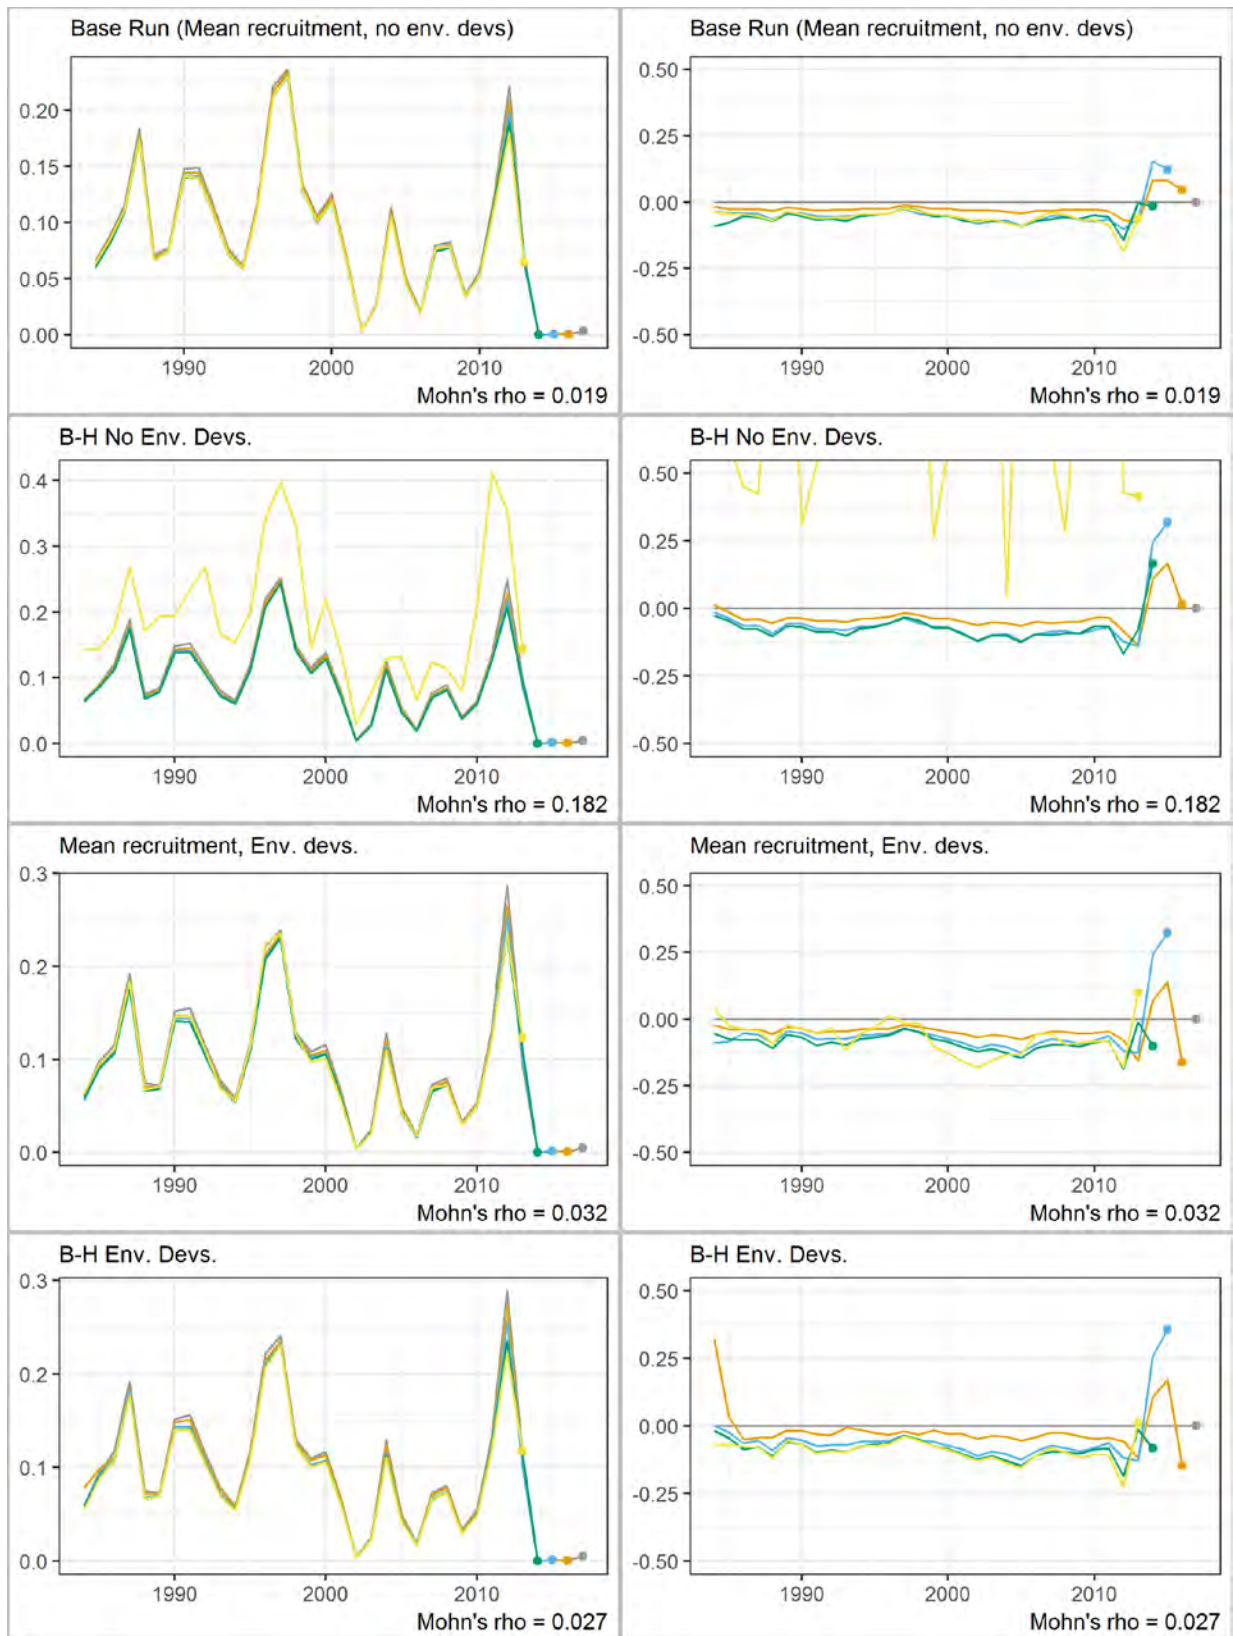 Base Run (Mean recruitment, no env. devs)
0.20
0.15
0.10
0.05
0.00
1990 2000 2010
Mohn's rho = 0.019
Base Run (Mean recruitment, no env. devs)
0.50
0.25
0.00
-0.25
-0.50
1990 2000 2010
Mohn's rho = 0.019
B-H No Env. Devs.
0.4
0.3
0.2
0.1
0.0
1990 2000 2010
Mohn's rho = 0.182
B-H No Env. Devs.
0.50
0.25
0.00
-0.25
-0.50
1990 2000 2010
Mohn's rho = 0.182
Mean recruitment, Env. devs.
0.3
0.2
0.1
0.0
1990 2000 2010
Mohn's rho = 0.032
Mean recruitment, Env. devs.
0.50
0.25
0.00
-0.25
-0.50
1990 2000 2010
Mohn's rho = 0.032
B-H Env. Devs.
0.3
0.2
0.1
0.0
1990 2000 2010
Mohn's rho = 0.027
B-H Env. Devs.
0.50
0.25
0.00
-0.25
-0.50
1990 2000 2010
Mohn's rho = 0.027